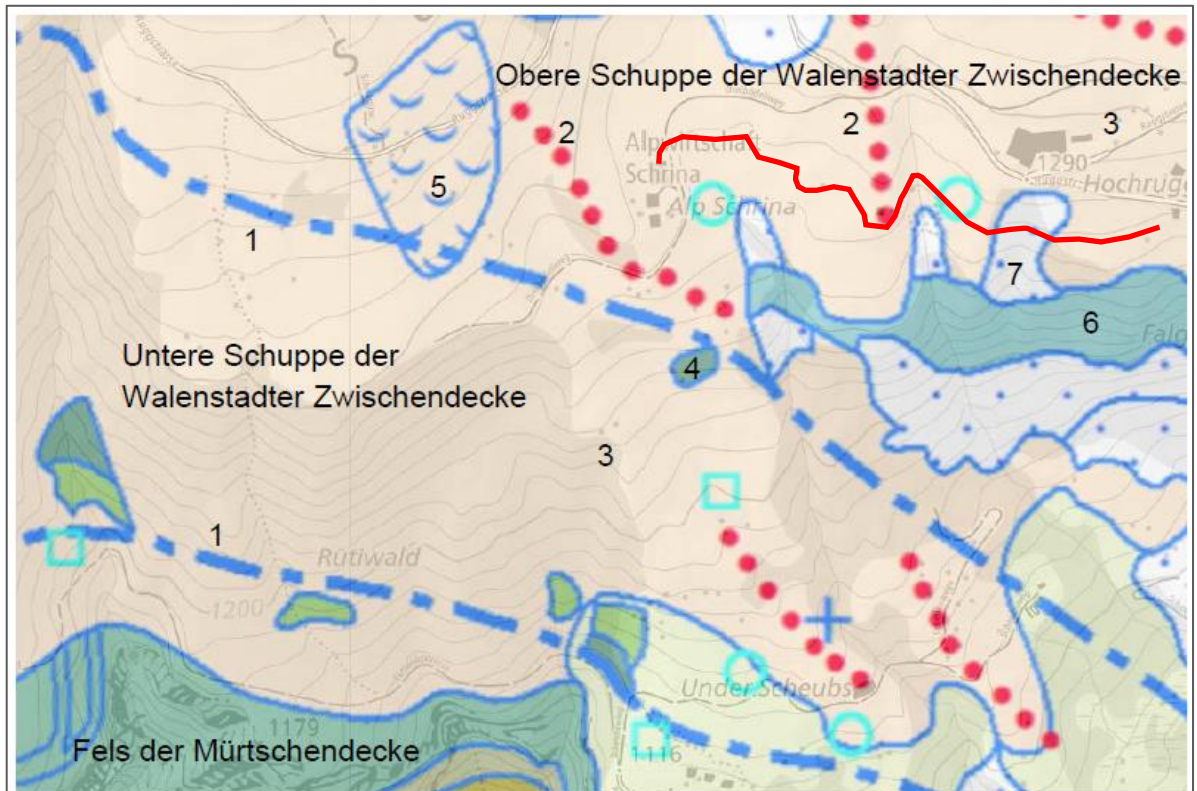 Obere Schuppe der Walenstadter Zwischendecke
2
2
3
Alpwirtschaft
Schrina
1290
Hochrugg
5
Alp Schrina
1
7
6
Untere Schuppe der
Walenstadter Zwischendecke
4
3
1
Rütiwald
1200
Under Scheubs
1179
1116
Fels der Mürtschendecke